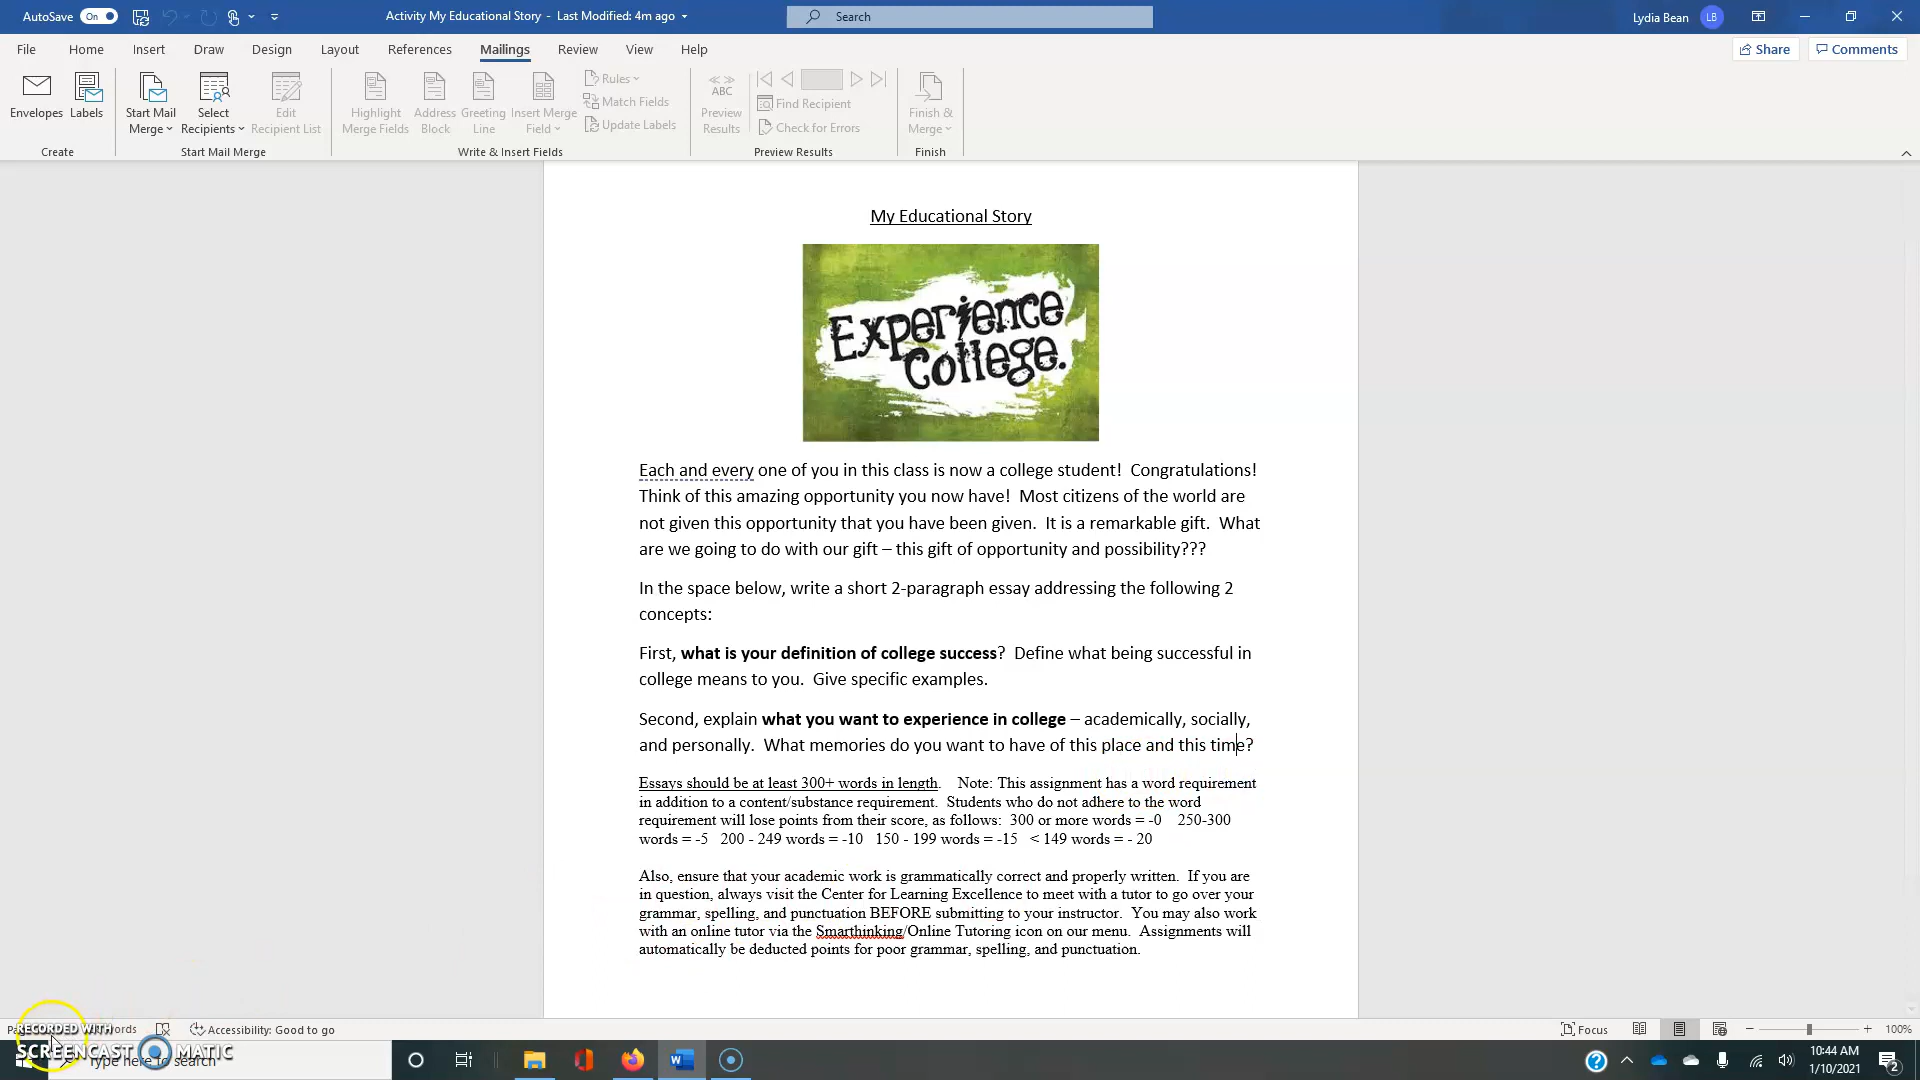 AutoSave On Activity My Educational Story - Last Modified: 4m ago Search Lydia Bean LB
File Home Insert Draw Design Layout References Mailings Review View Help Share Comments
Envelopes Labels Start Mail Merge Select Recipients Edit Recipient List Highlight Merge Fields Address Block Greeting Line Insert Merge Field Rules Match Fields Update Labels ABC Preview Results Find Recipient Check for Errors Finish & Merge
Create Start Mail Merge Write & Insert Fields Preview Results Finish
My Educational Story
Experience
College.
Each and every one of you in this class is now a college student!  Congratulations!
Think of this amazing opportunity you now have!  Most citizens of the world are
not given this opportunity that you have been given.  It is a remarkable gift.  What
are we going to do with our gift – this gift of opportunity and possibility???
In the space below, write a short 2-paragraph essay addressing the following 2
concepts:
First, what is your definition of college success?  Define what being successful in
college means to you.  Give specific examples.
Second, explain what you want to experience in college – academically, socially,
and personally.  What memories do you want to have of this place and this time?
Essays should be at least 300+ words in length.    Note: This assignment has a word requirement
in addition to a content/substance requirement.  Students who do not adhere to the word
requirement will lose points from their score, as follows:  300 or more words = -0    250-300
words = -5   200 - 249 words = -10   150 - 199 words = -15   < 149 words = - 20
Also, ensure that your academic work is grammatically correct and properly written.  If you are
in question, always visit the Center for Learning Excellence to meet with a tutor to go over your
grammar, spelling, and punctuation BEFORE submitting to your instructor.  You may also work
with an online tutor via the Smarthinking/Online Tutoring icon on our menu.  Assignments will
automatically be deducted points for poor grammar, spelling, and punctuation.
RECORDED WITH words Accessibility: Good to go Focus 100%
SCREENCAST MATIC
Type here to search
10:44 AM
1/10/2021
2